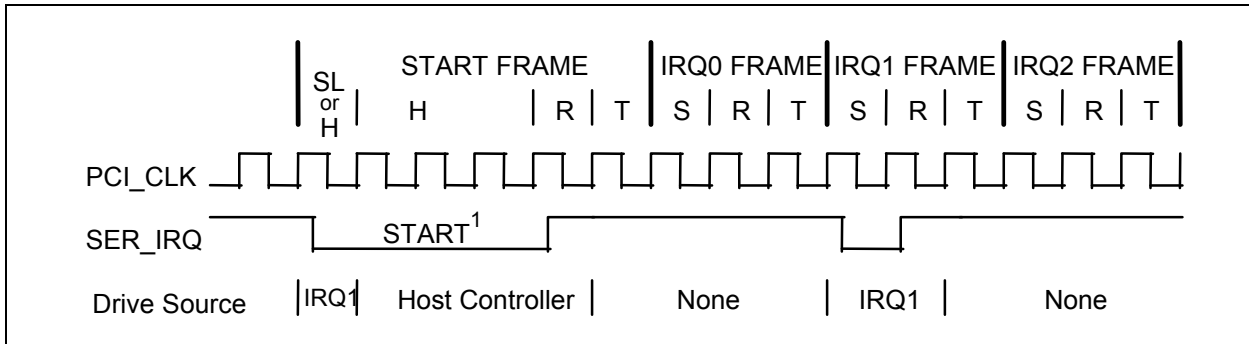 START FRAME IRQ0 FRAME IRQ1 FRAME IRQ2 FRAME
SL
or
H
H R T S R T S R T S R T
PCI_CLK
SER_IRQ START1
Drive Source IRQ1 Host Controller None IRQ1 None